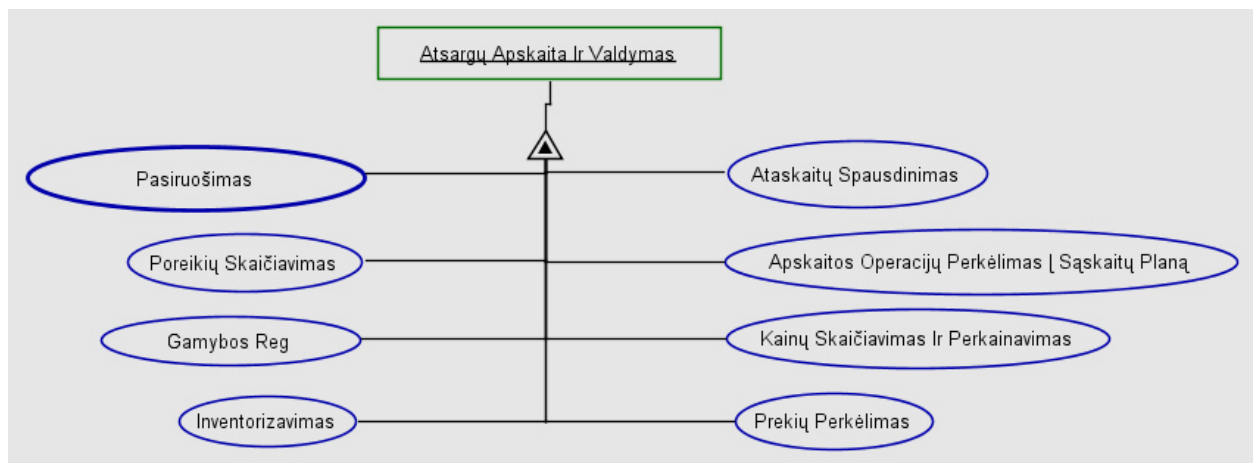 Atsargų Apskaita Ir Valdymas
Pasiruošimas
Ataskaitų Spausdinimas
Poreikių Skaičiavimas
Apskaitos Operacijų Perkėlimas Į Sąskaitų Planą
Gamybos Reg
Kainų Skaičiavimas Ir Perkainavimas
Inventorizavimas
Prekių Perkėlimas